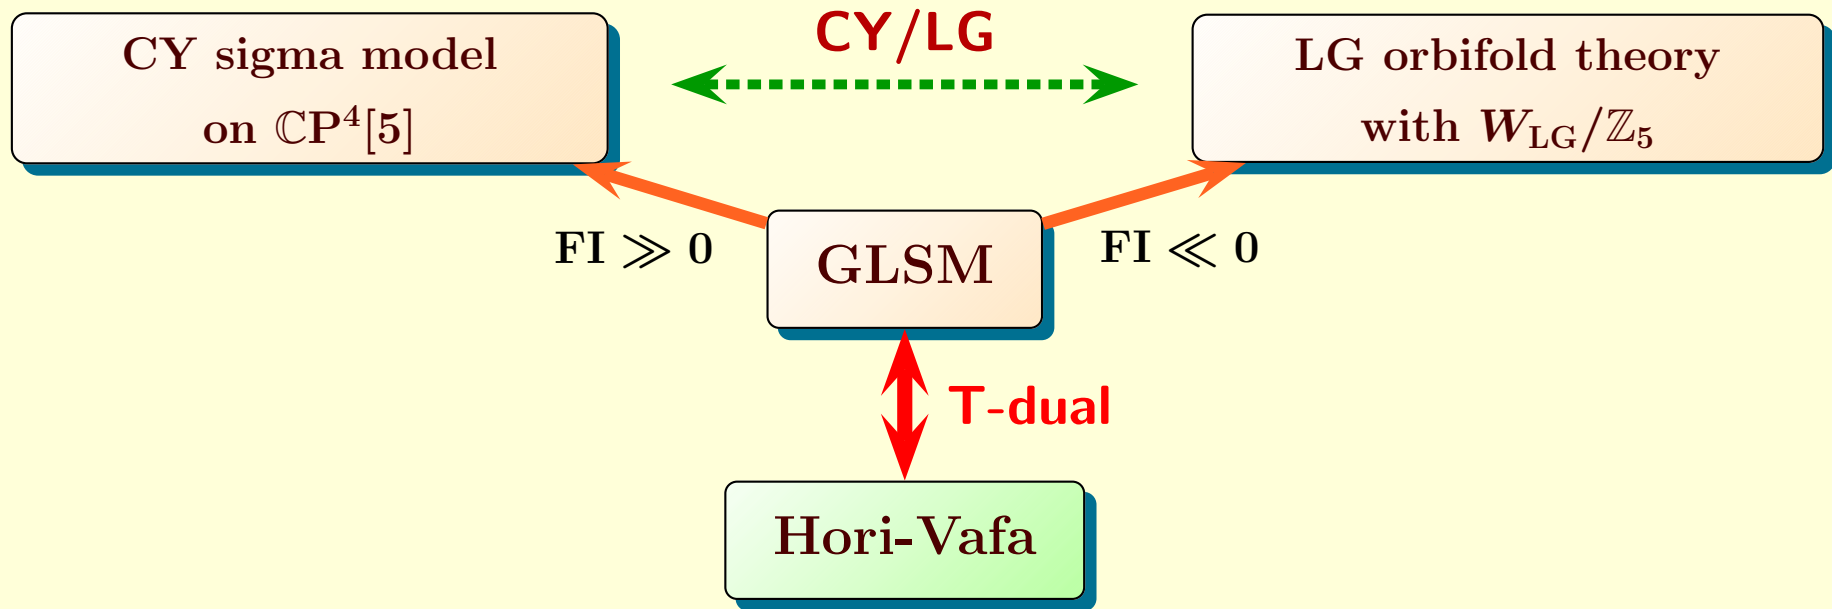 CY sigma model
on ℂP⁴[5]
CY/LG
LG orbifold theory
with W_LG/ℤ₅
FI ≫ 0
GLSM
FI ≪ 0
T-dual
Hori-Vafa